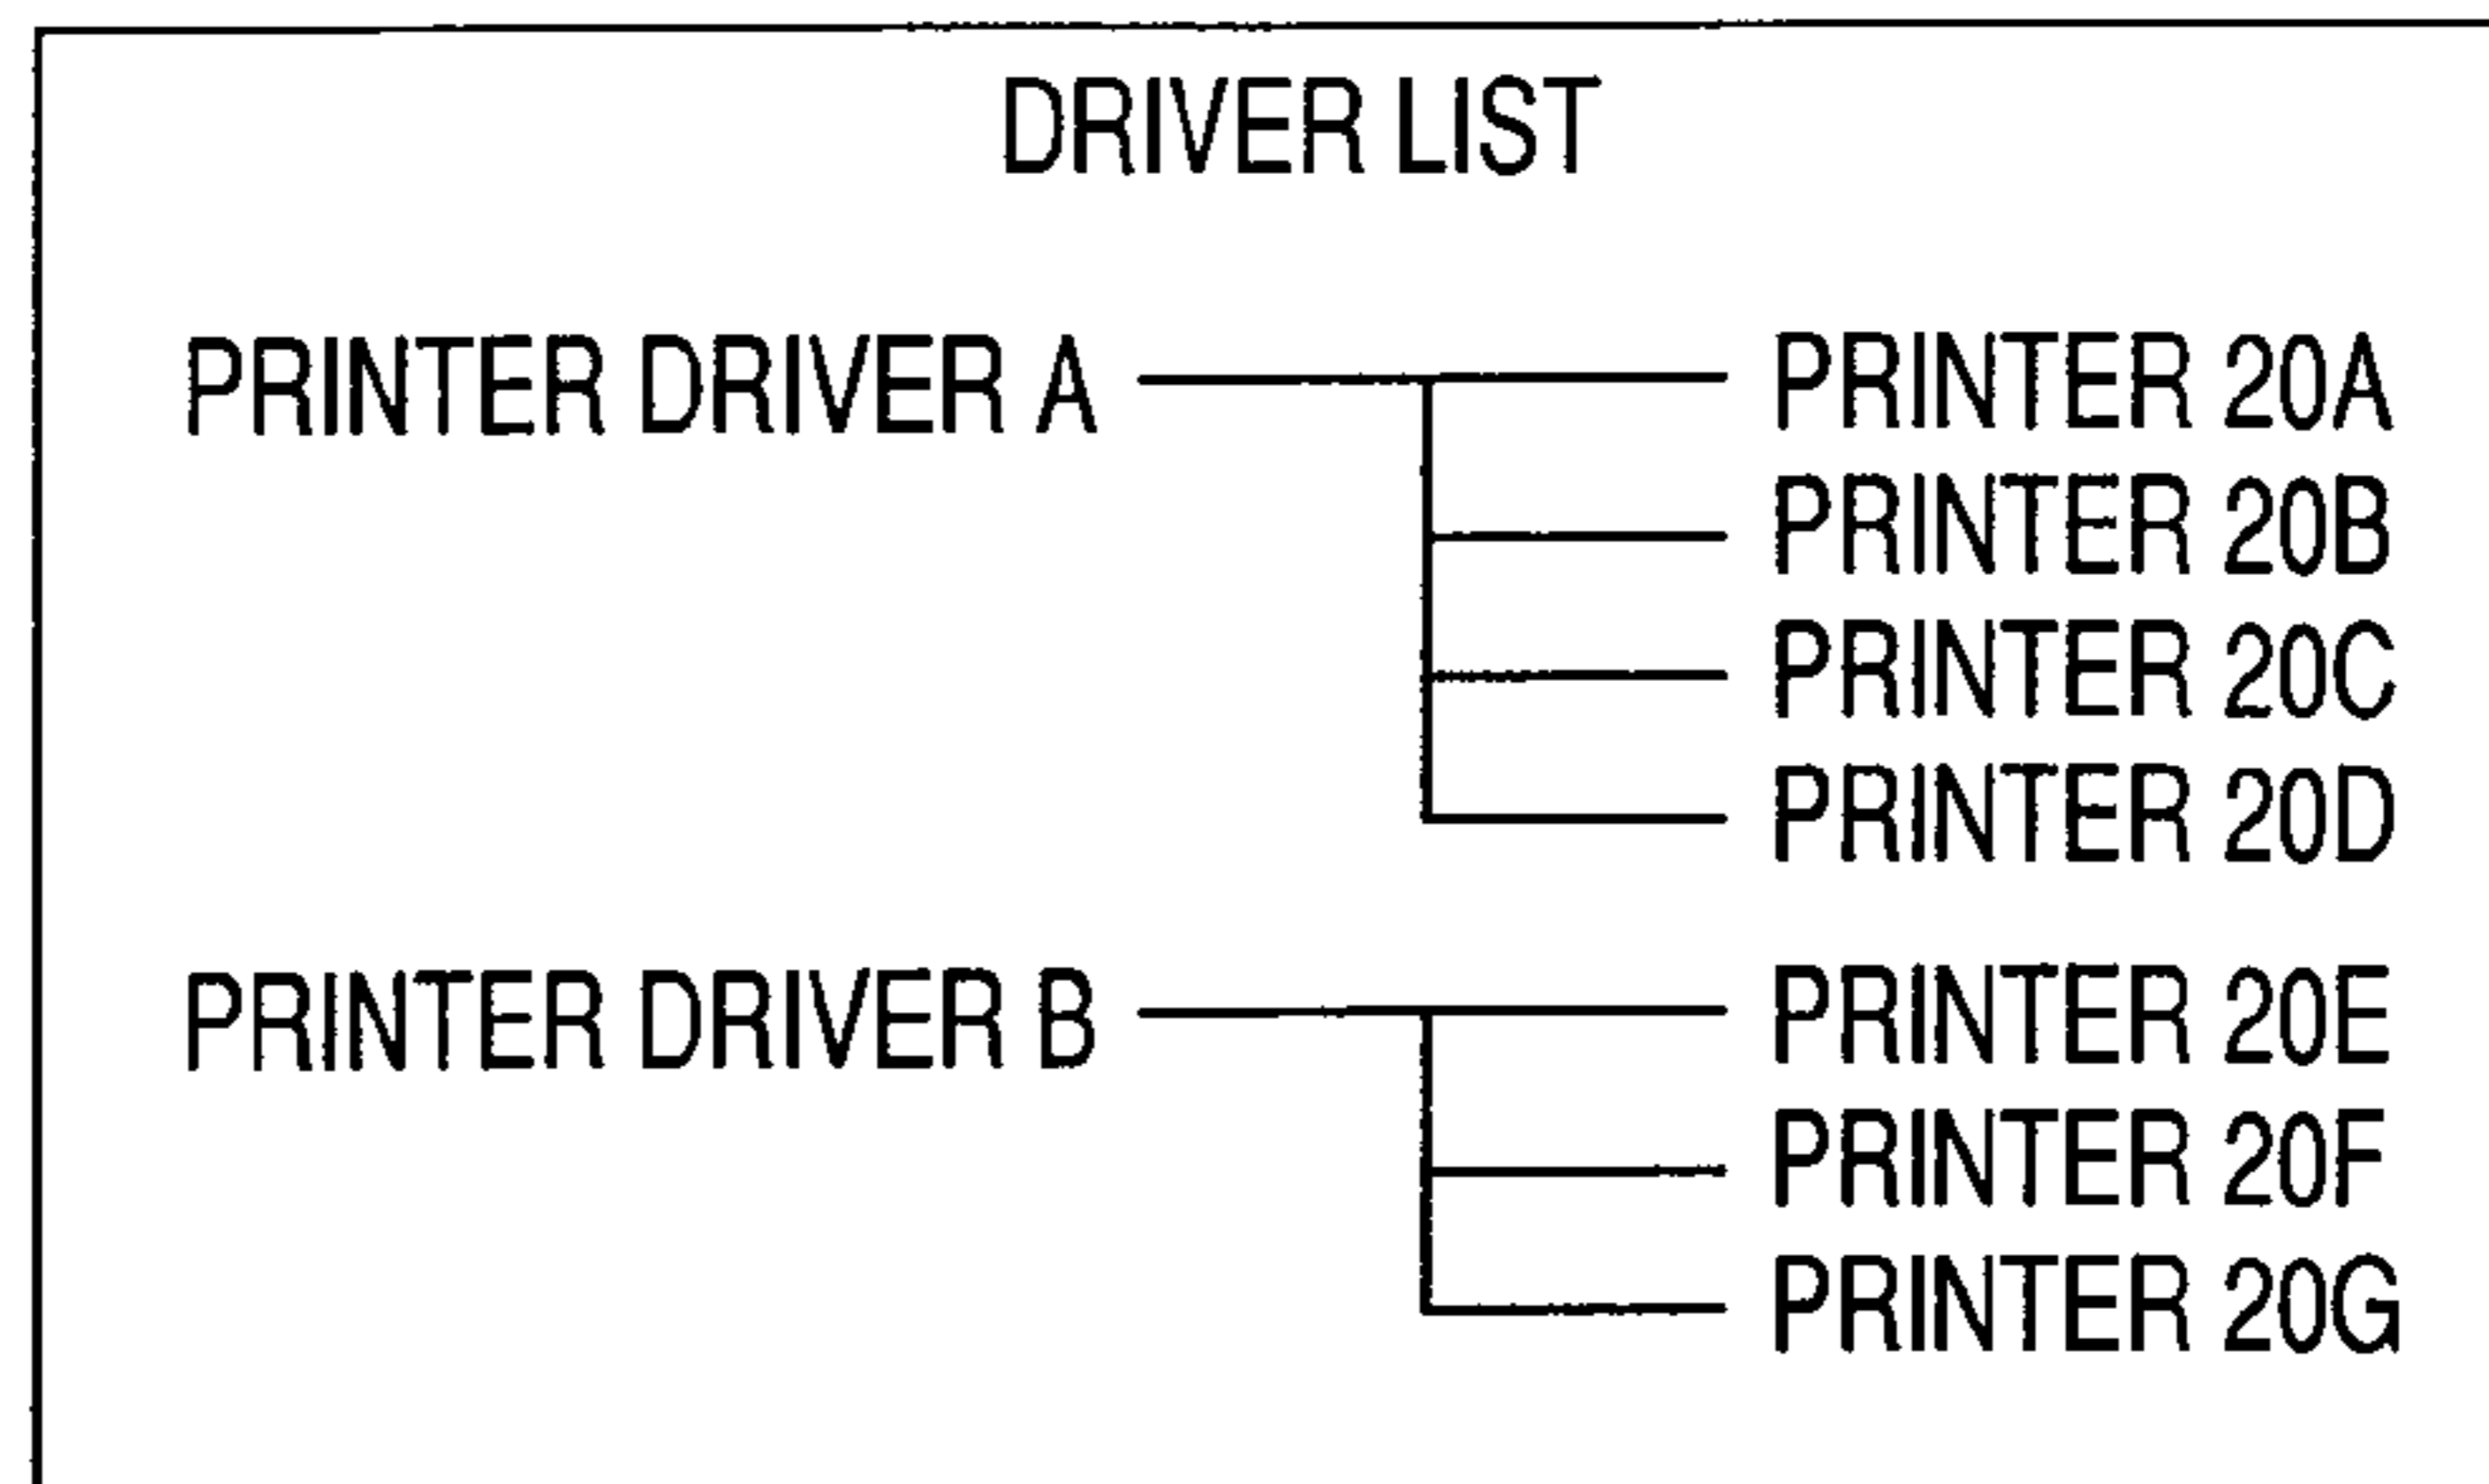 DRIVER LIST
PRINTER DRIVER A PRINTER 20A
PRINTER 20B
PRINTER 20C
PRINTER 20D
PRINTER DRIVER B PRINTER 20E
PRINTER 20F
PRINTER 20G